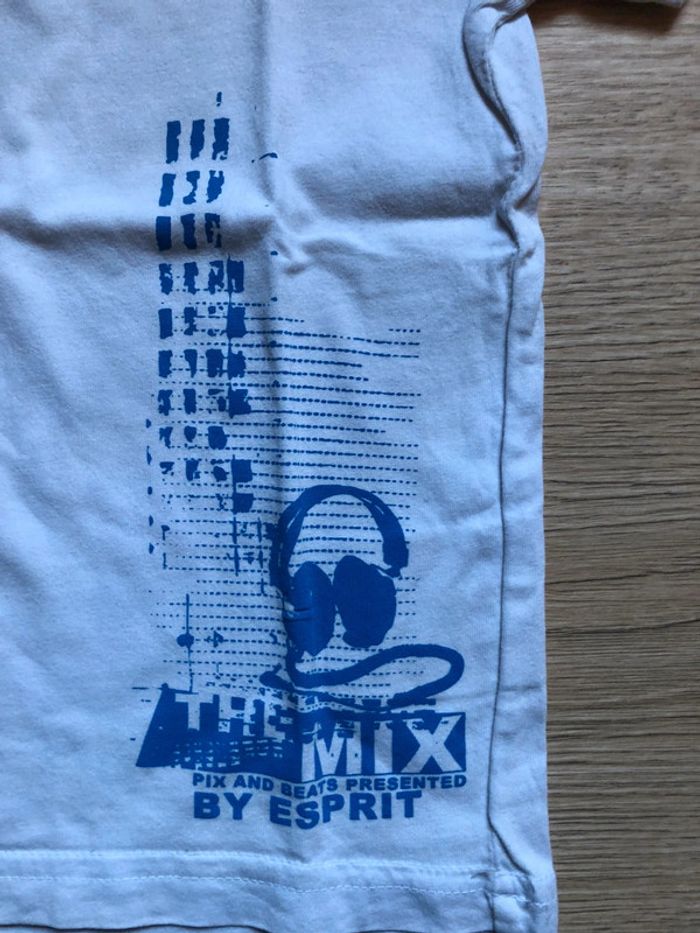 THE
MIX
PIX AND BEATS PRESENTED
BY ESPRIT